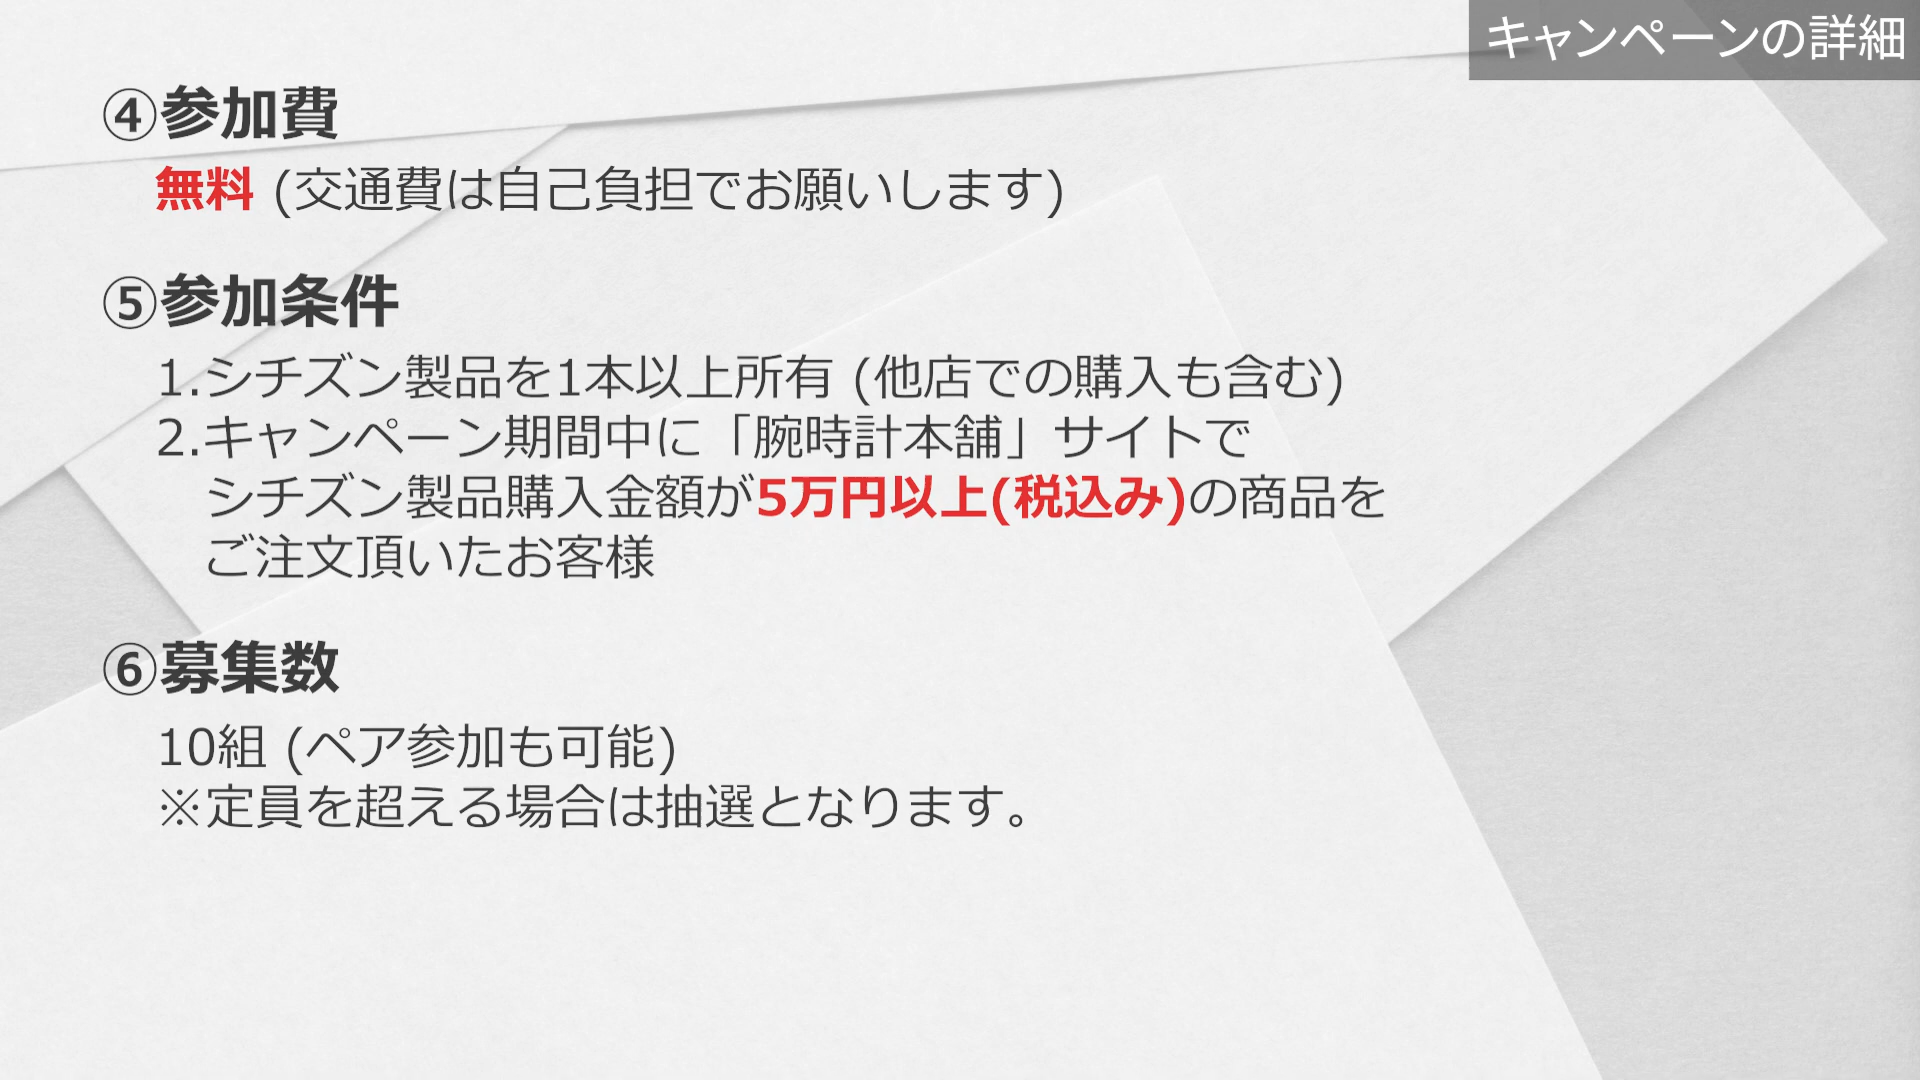 キャンペーンの詳細
④参加費
無料 (交通費は自己負担でお願いします)
⑤参加条件
1.シチズン製品を1本以上所有 (他店での購入も含む)
2.キャンペーン期間中に「腕時計本舗」サイトで
シチズン製品購入金額が5万円以上(税込み)の商品を
ご注文頂いたお客様
⑥募集数
10組 (ペア参加も可能)
※定員を超える場合は抽選となります。